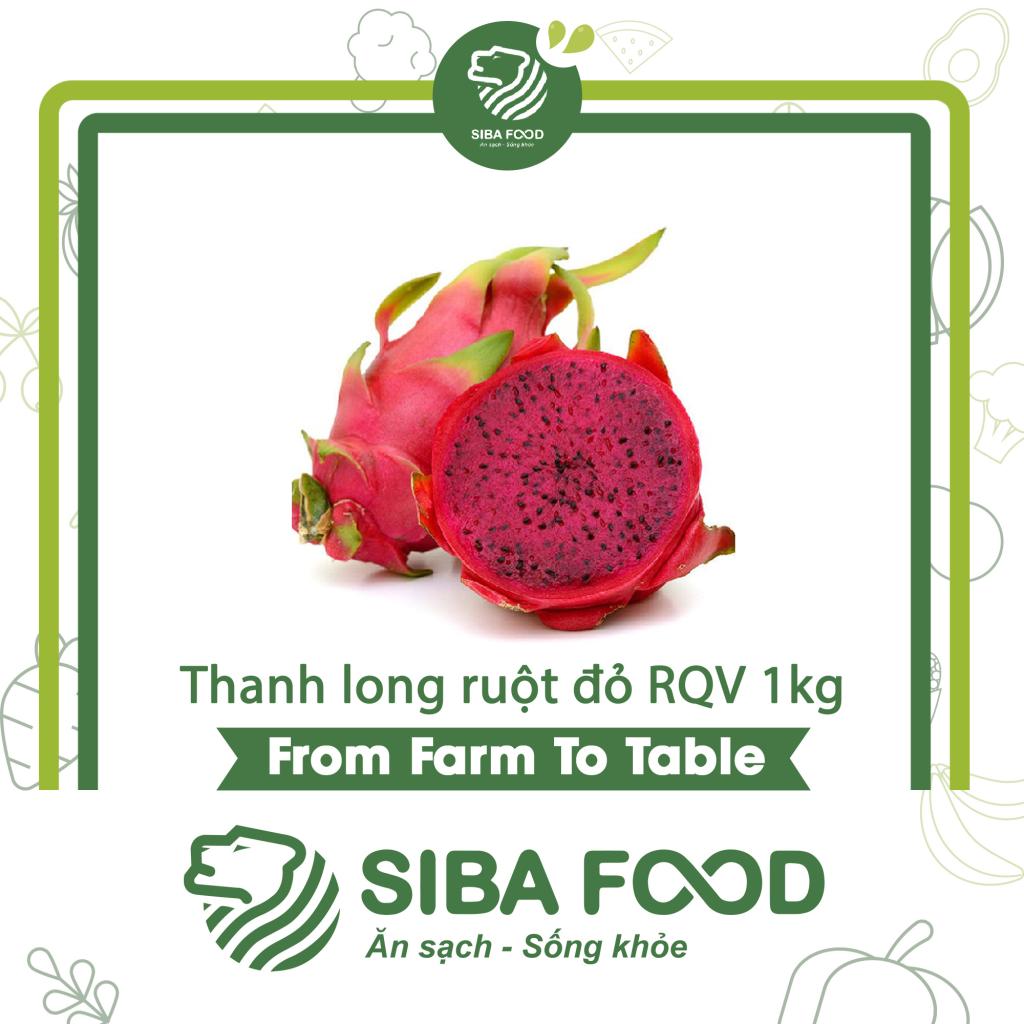 SIBA FOOD
Ăn sạch - Sống khỏe
Thanh long ruột đỏ RQV 1kg
From Farm To Table
SIBA FOOD
Ăn sạch - Sống khỏe